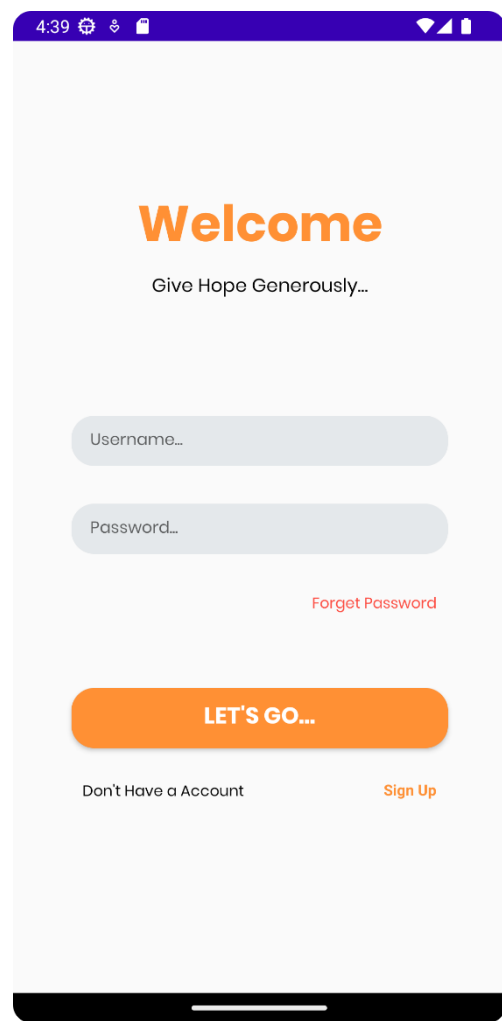 4:39
Welcome
Give Hope Generously...
Username...
Password...
Forget Password
LET'S GO...
Don't Have a Account Sign Up